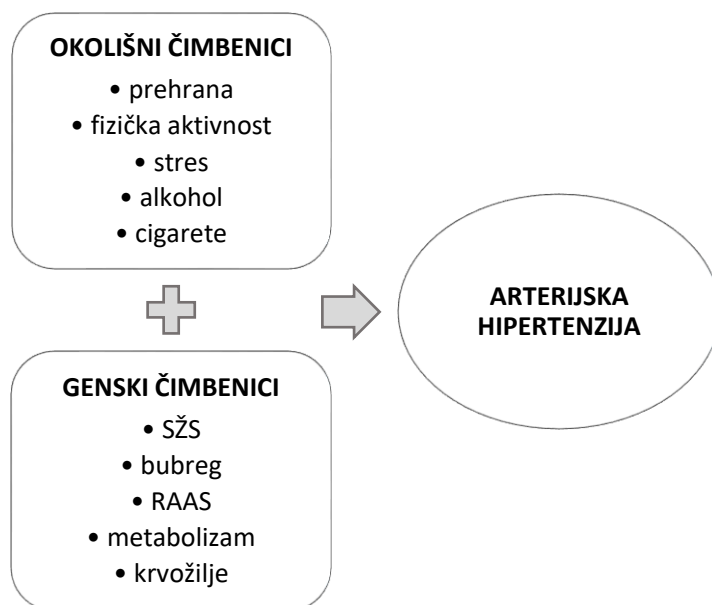 OKOLIŠNI ČIMBENICI
• prehrana
• fizička aktivnost
• stres
• alkohol
• cigarete
GENSKI ČIMBENICI
• SŽS
• bubreg
• RAAS
• metabolizam
• krvožilje
ARTERIJSKA
HIPERTENZIJA